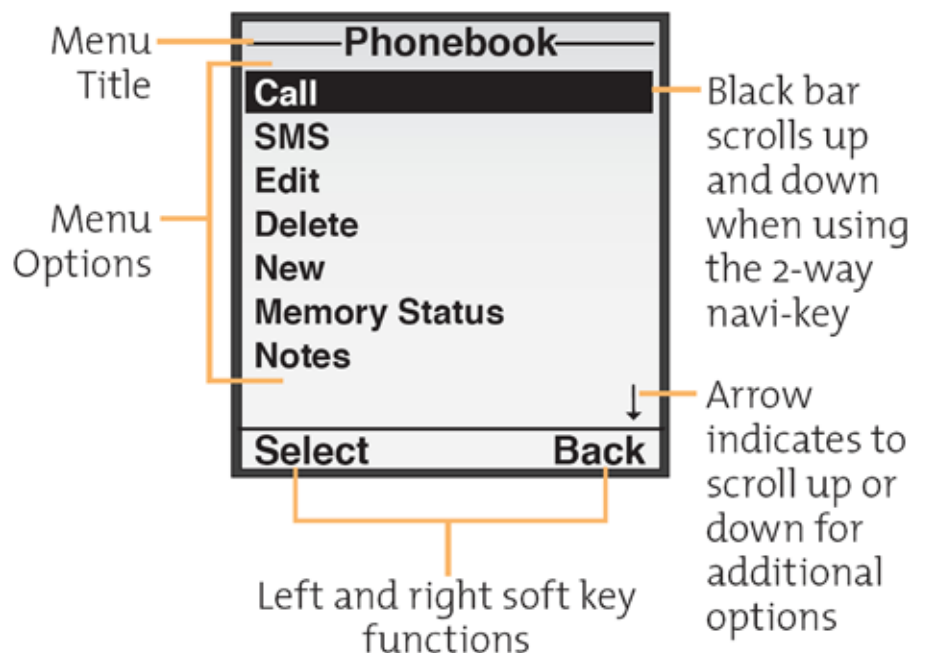 Menu
Title
Phonebook
Call
SMS
Edit
Delete
New
Memory Status
Notes
Select
Back
Menu
Options
Black bar
scrolls up
and down
when using
the 2-way
navi-key
Arrow
indicates to
scroll up or
down for
additional
options
Left and right soft key
functions